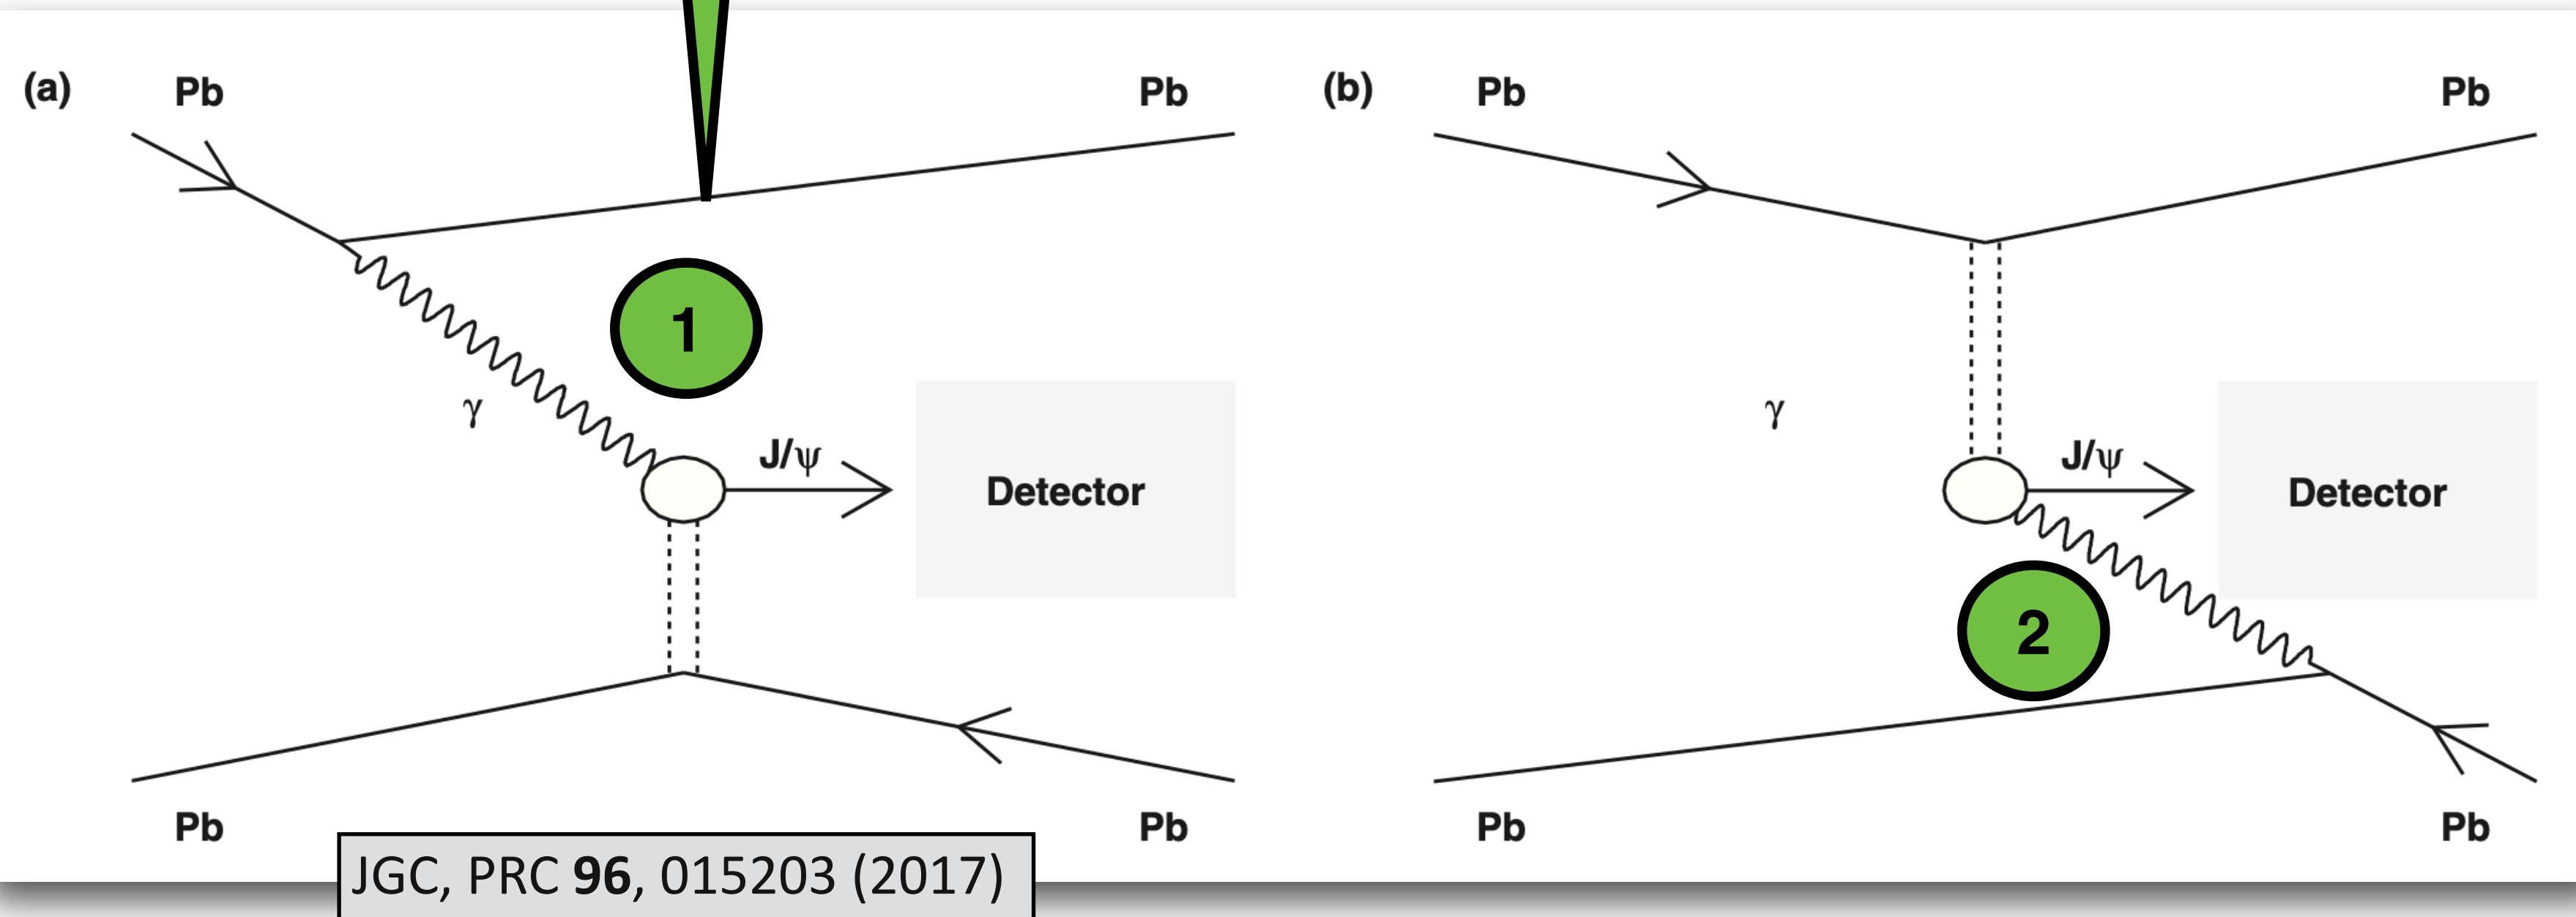 (a)
Pb
Pb
1
γ
J/ψ
Detector
Pb
Pb
(b)
Pb
Pb
γ
J/ψ
Detector
2
Pb
Pb
JGC, PRC 96, 015203 (2017)